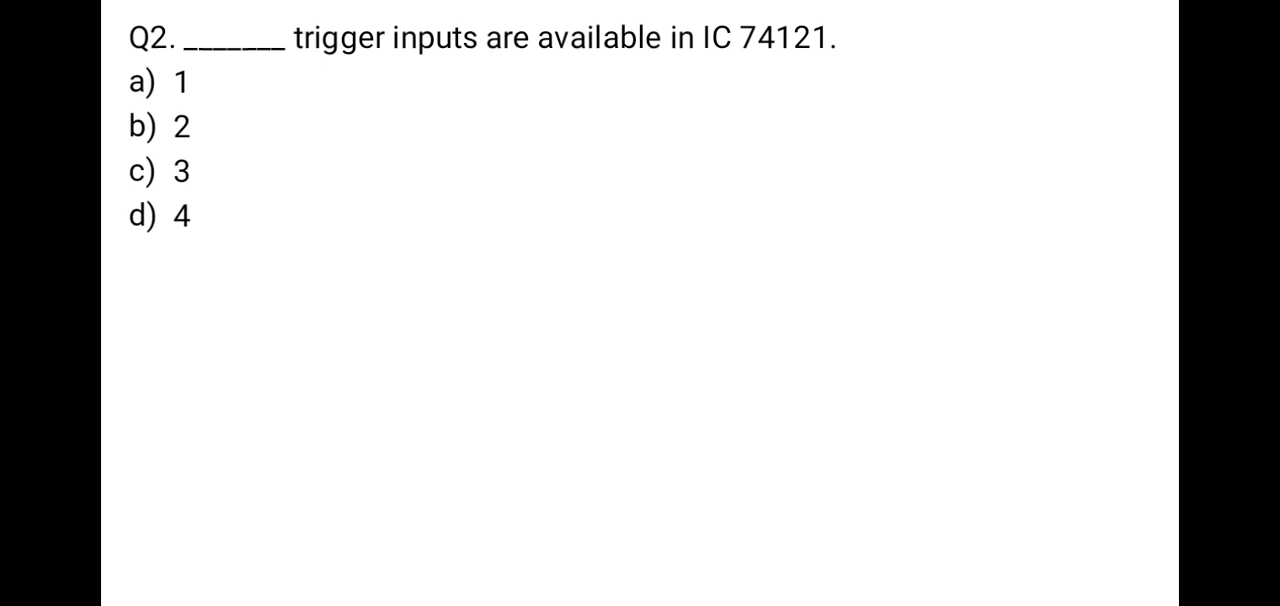 Q2. _______ trigger inputs are available in IC 74121.
a) 1
b) 2
c) 3
d) 4